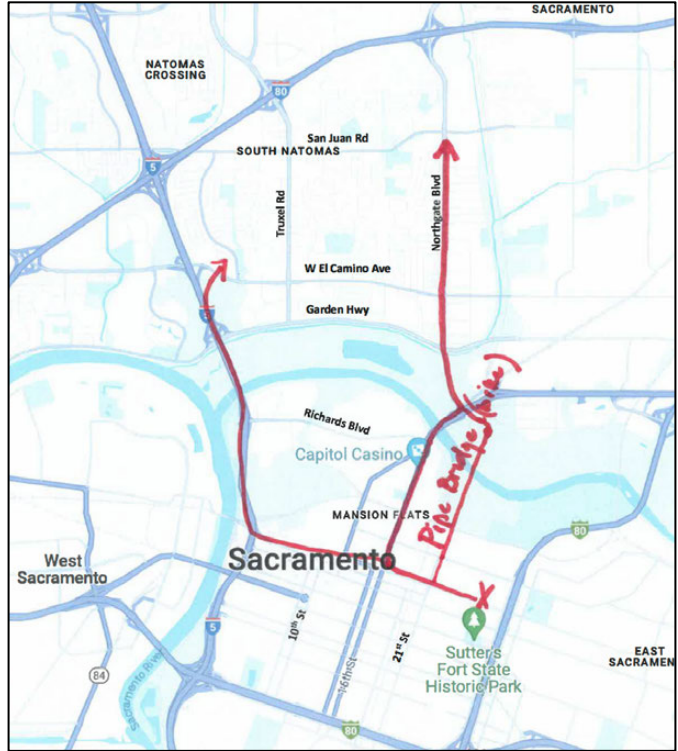 SACRAMENTO
NATOMAS
CROSSING
80
San Juan Rd
SOUTH NATOMAS
5
Truxel Rd
Northgate Blvd
W El Camino Ave
Garden Hwy
5
Richards Blvd
Capitol Casino
Pipe Bridge (bike)
MANSION FLATS
Sacramento
80
West
Sacramento
10th St
16th St
21st St
X
5
Sutter's
Fort State
Historic Park
EAST
SACRAMEN
84
Sacramento River
80